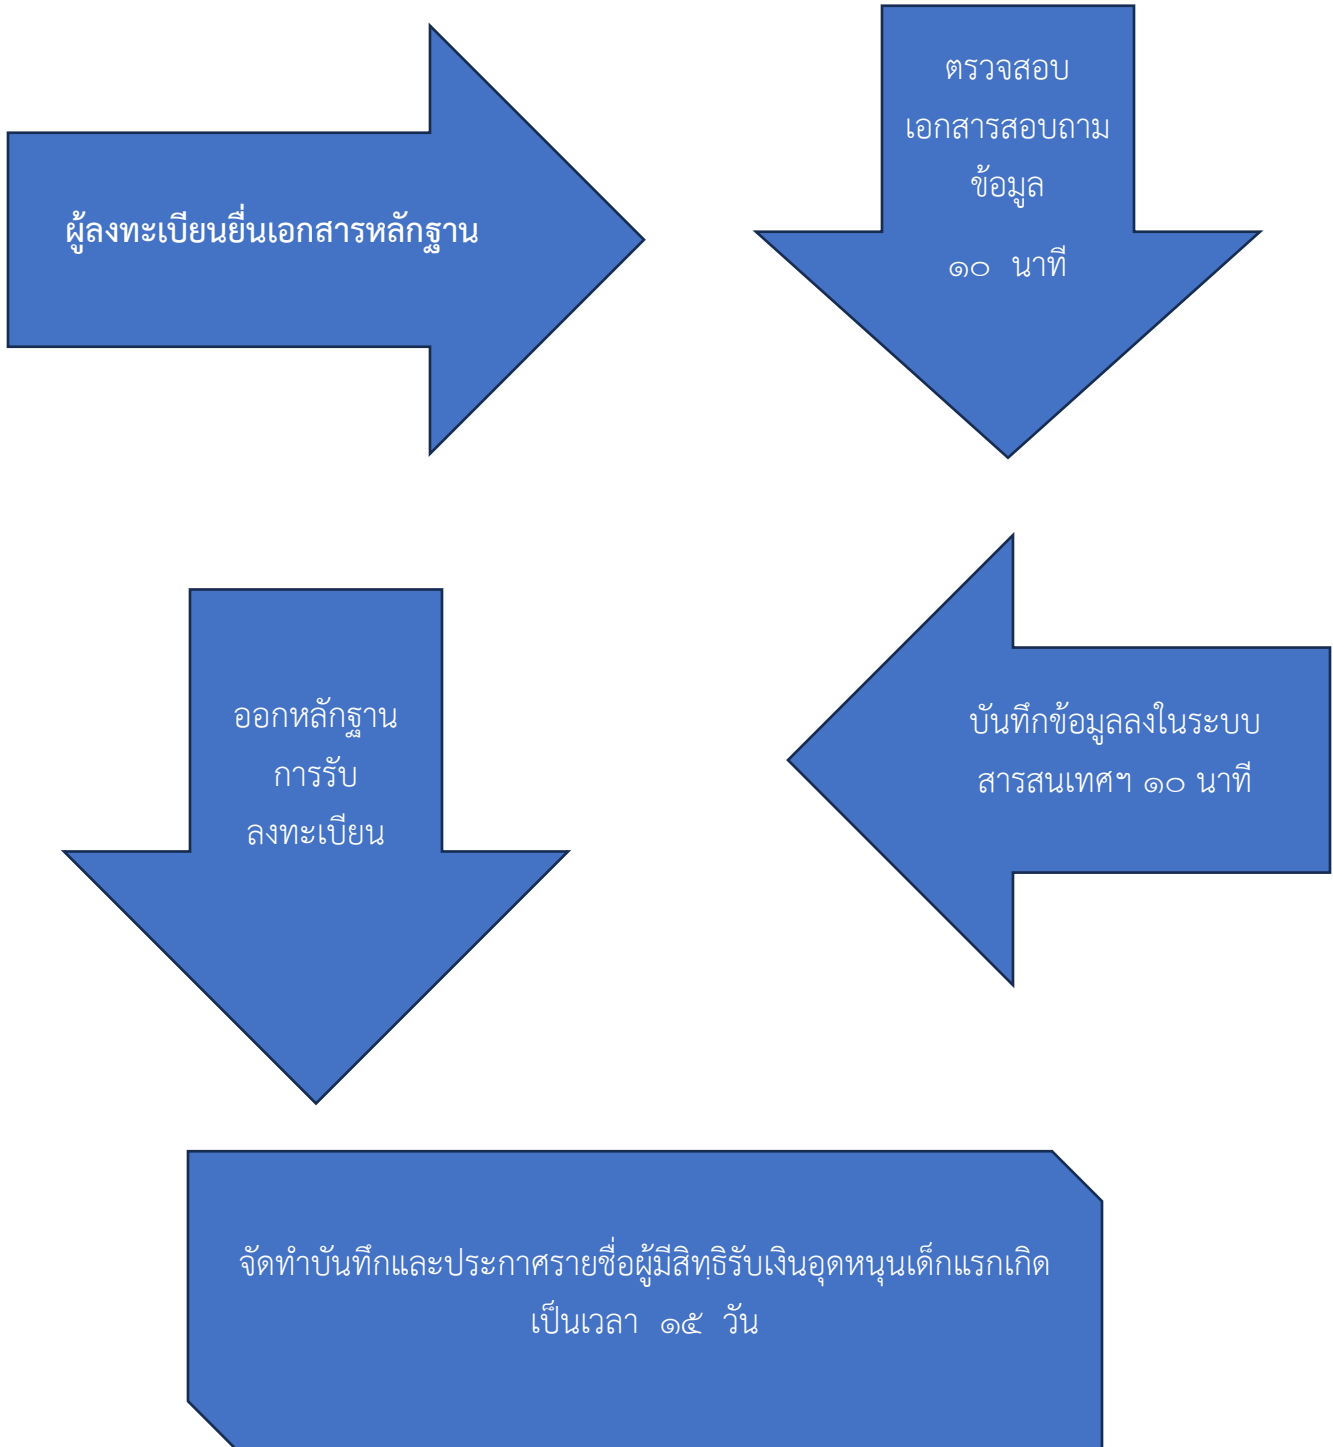 ผู้ลงทะเบียนยื่นเอกสารหลักฐาน
ตรวจสอบ
เอกสารสอบถาม
ข้อมูล
๑๐ นาที
บันทึกข้อมูลลงในระบบ
สารสนเทศฯ ๑๐ นาที
ออกหลักฐาน
การรับ
ลงทะเบียน
จัดทำบันทึกและประกาศรายชื่อผู้มีสิทฺธิรับเงินอุดหนุนเด็กแรกเกิด
เป็นเวลา ๑๕ วัน